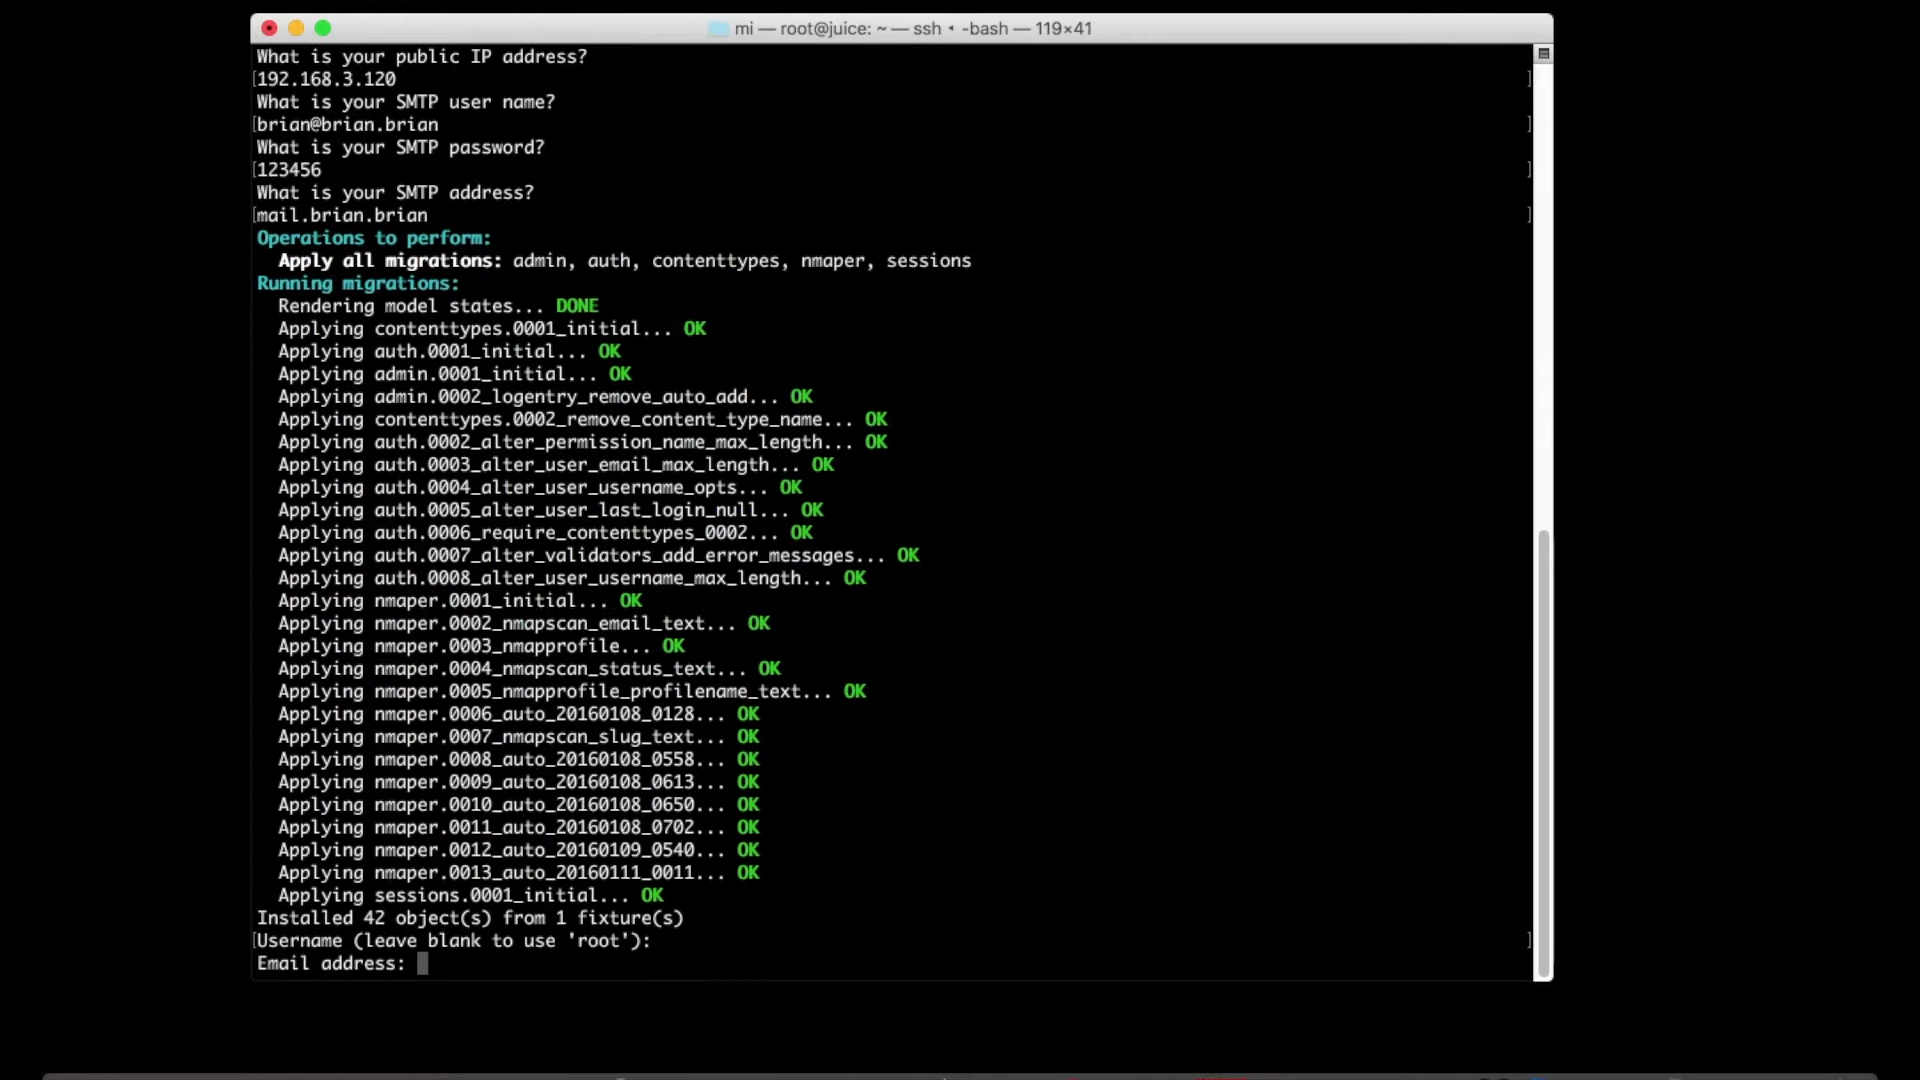 mi — root@juice: ~ — ssh ◂ -bash — 119×41
What is your public IP address?
[192.168.3.120 ]
What is your SMTP user name?
[brian@brian.brian ]
What is your SMTP password?
[123456 ]
What is your SMTP address?
[mail.brian.brian ]
Operations to perform:
  Apply all migrations: admin, auth, contenttypes, nmaper, sessions
Running migrations:
  Rendering model states... DONE
  Applying contenttypes.0001_initial... OK
  Applying auth.0001_initial... OK
  Applying admin.0001_initial... OK
  Applying admin.0002_logentry_remove_auto_add... OK
  Applying contenttypes.0002_remove_content_type_name... OK
  Applying auth.0002_alter_permission_name_max_length... OK
  Applying auth.0003_alter_user_email_max_length... OK
  Applying auth.0004_alter_user_username_opts... OK
  Applying auth.0005_alter_user_last_login_null... OK
  Applying auth.0006_require_contenttypes_0002... OK
  Applying auth.0007_alter_validators_add_error_messages... OK
  Applying auth.0008_alter_user_username_max_length... OK
  Applying nmaper.0001_initial... OK
  Applying nmaper.0002_nmapscan_email_text... OK
  Applying nmaper.0003_nmapprofile... OK
  Applying nmaper.0004_nmapscan_status_text... OK
  Applying nmaper.0005_nmapprofile_profilename_text... OK
  Applying nmaper.0006_auto_20160108_0128... OK
  Applying nmaper.0007_nmapscan_slug_text... OK
  Applying nmaper.0008_auto_20160108_0558... OK
  Applying nmaper.0009_auto_20160108_0613... OK
  Applying nmaper.0010_auto_20160108_0650... OK
  Applying nmaper.0011_auto_20160108_0702... OK
  Applying nmaper.0012_auto_20160109_0540... OK
  Applying nmaper.0013_auto_20160111_0011... OK
  Applying sessions.0001_initial... OK
Installed 42 object(s) from 1 fixture(s)
[Username (leave blank to use 'root'): ]
Email address: